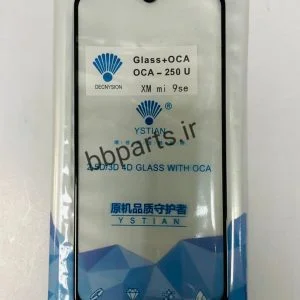 Glass+OCA
OCA - 250 U
DEGNYSION
XM mi 9se
®
YSTIAN
bbparts.ir
2.5D/3D 4D GLASS WITH OCA
原机品质守护者
YSTIAN